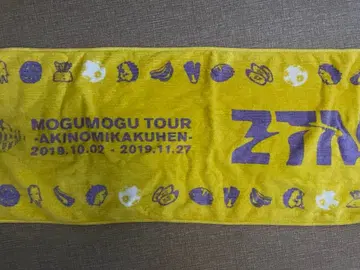 MOGUMOGU TOUR
-AKINOMIKAKUHEN-
2018.10.02 - 2019.11.27